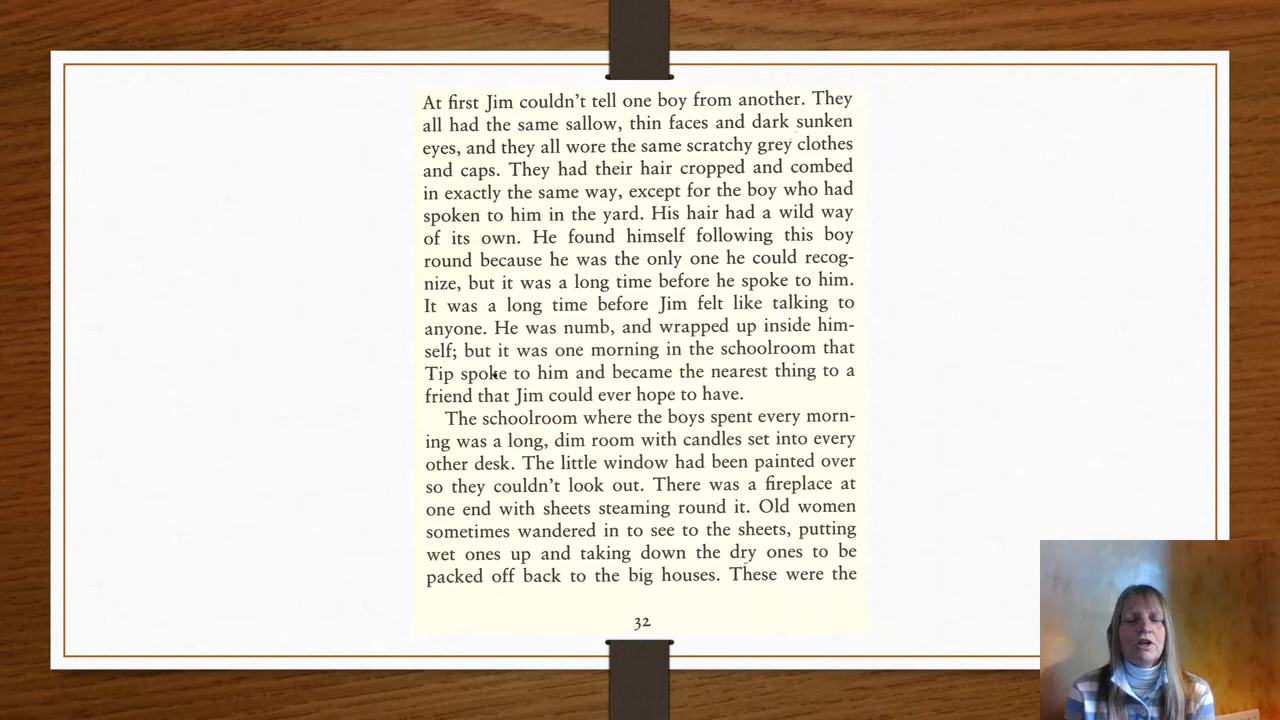 At first Jim couldn't tell one boy from another. They
all had the same sallow, thin faces and dark sunken
eyes, and they all wore the same scratchy grey clothes
and caps. They had their hair cropped and combed
in exactly the same way, except for the boy who had
spoken to him in the yard. His hair had a wild way
of its own. He found himself following this boy
round because he was the only one he could recog-
nize, but it was a long time before he spoke to him.
It was a long time before Jim felt like talking to
anyone. He was numb, and wrapped up inside him-
self; but it was one morning in the schoolroom that
Tip spoke to him and became the nearest thing to a
friend that Jim could ever hope to have.
The schoolroom where the boys spent every morn-
ing was a long, dim room with candles set into every
other desk. The little window had been painted over
so they couldn't look out. There was a fireplace at
one end with sheets steaming round it. Old women
sometimes wandered in to see to the sheets, putting
wet ones up and taking down the dry ones to be
packed off back to the big houses. These were the
32